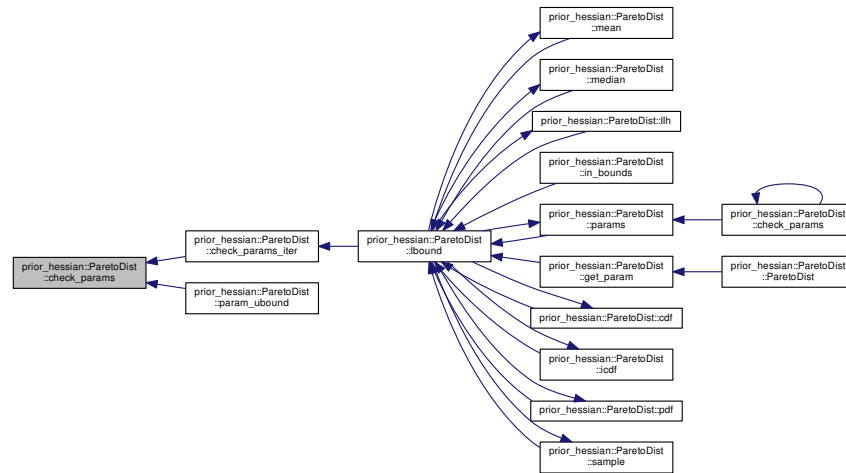 prior_hessian::ParetoDist
::check_params
prior_hessian::ParetoDist
::check_params_iter
prior_hessian::ParetoDist
::param_ubound
prior_hessian::ParetoDist
::lbound
prior_hessian::ParetoDist
::mean
prior_hessian::ParetoDist
::median
prior_hessian::ParetoDist::llh
prior_hessian::ParetoDist
::in_bounds
prior_hessian::ParetoDist
::params
prior_hessian::ParetoDist
::get_param
prior_hessian::ParetoDist::cdf
prior_hessian::ParetoDist
::icdf
prior_hessian::ParetoDist::pdf
prior_hessian::ParetoDist
::sample
prior_hessian::ParetoDist
::check_params
prior_hessian::ParetoDist
::ParetoDist